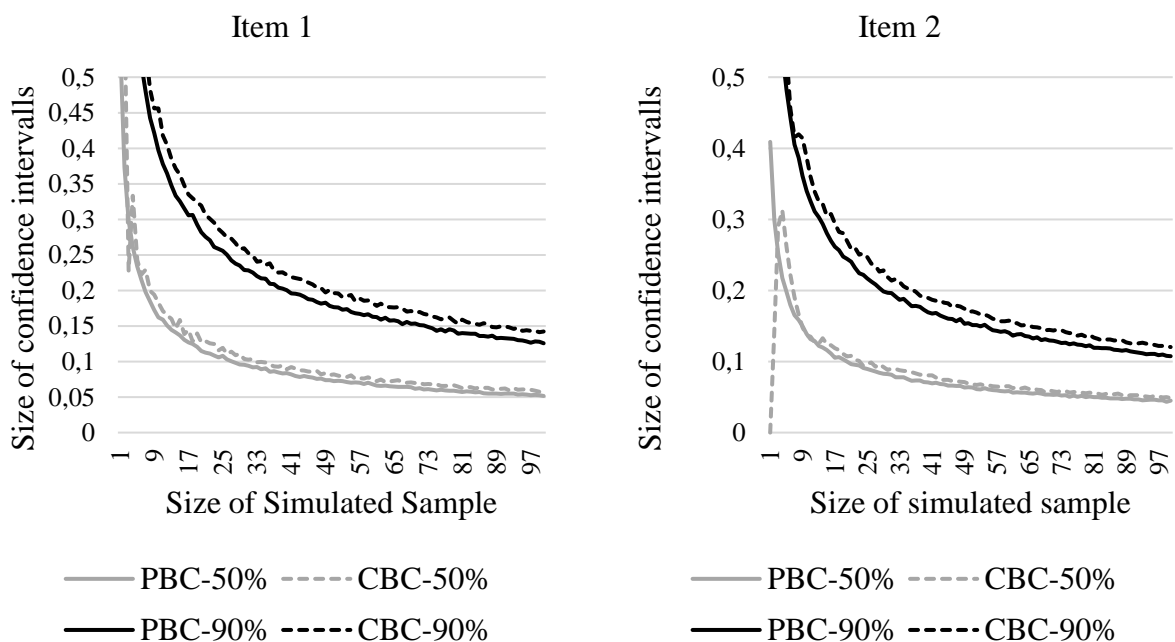 Item 1
Size of confidence intervalls
0,5
0,45
0,4
0,35
0,3
0,25
0,2
0,15
0,1
0,05
0
1 9 17 25 33 41 49 57 65 73 81 89 97
Size of Simulated Sample
PBC-50% CBC-50%
PBC-90% CBC-90%
Item 2
Size of confidence intervalls
0,5
0,4
0,3
0,2
0,1
0
1 9 17 25 33 41 49 57 65 73 81 89 97
Size of simulated sample
PBC-50% CBC-50%
PBC-90% CBC-90%